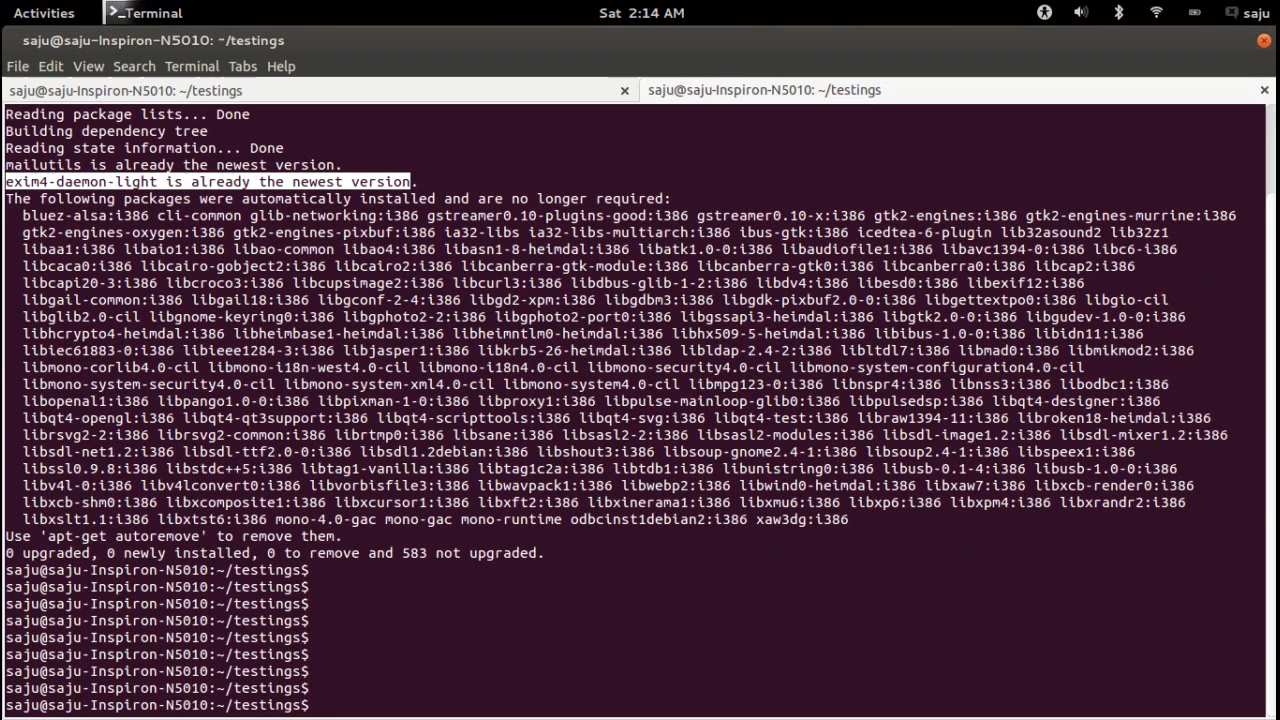 Activities
>_Terminal
Sat 2:14 AM
saju
saju@saju-Inspiron-N5010: ~/testings
File Edit View Search Terminal Tabs Help
saju@saju-Inspiron-N5010: ~/testings
saju@saju-Inspiron-N5010: ~/testings
Reading package lists... Done
Building dependency tree
Reading state information... Done
mailutils is already the newest version.
exim4-daemon-light is already the newest version.
The following packages were automatically installed and are no longer required:
bluez-alsa:i386 cli-common glib-networking:i386 gstreamer0.10-plugins-good:i386 gstreamer0.10-x:i386 gtk2-engines:i386 gtk2-engines-murrine:i386
gtk2-engines-oxygen:i386 gtk2-engines-pixbuf:i386 ia32-libs ia32-libs-multiarch:i386 ibus-gtk:i386 icedtea-6-plugin lib32asound2 lib32z1
libaa1:i386 libaio1:i386 libao-common libao4:i386 libasn1-8-heimdal:i386 libatk1.0-0:i386 libaudiofile1:i386 libavc1394-0:i386 libc6-i386
libcaca0:i386 libcairo-gobject2:i386 libcairo2:i386 libcanberra-gtk-module:i386 libcanberra-gtk0:i386 libcanberra0:i386 libcap2:i386
libcapi20-3:i386 libcroco3:i386 libcupsimage2:i386 libcurl3:i386 libdbus-glib-1-2:i386 libdv4:i386 libesd0:i386 libexif12:i386
libgail-common:i386 libgail18:i386 libgconf-2-4:i386 libgd2-xpm:i386 libgdbm3:i386 libgdk-pixbuf2.0-0:i386 libgettextpo0:i386 libgio-cil
libglib2.0-cil libgnome-keyring0:i386 libgphoto2-2:i386 libgphoto2-port0:i386 libgssapi3-heimdal:i386 libgtk2.0-0:i386 libgudev-1.0-0:i386
libhcrypto4-heimdal:i386 libheimbase1-heimdal:i386 libheimntlm0-heimdal:i386 libhx509-5-heimdal:i386 libibus-1.0-0:i386 libidn11:i386
libiec61883-0:i386 libieee1284-3:i386 libjasper1:i386 libkrb5-26-heimdal:i386 libldap-2.4-2:i386 libltdl7:i386 libmad0:i386 libmikmod2:i386
libmono-corlib4.0-cil libmono-i18n-west4.0-cil libmono-i18n4.0-cil libmono-security4.0-cil libmono-system-configuration4.0-cil
libmono-system-security4.0-cil libmono-system-xml4.0-cil libmono-system4.0-cil libmpg123-0:i386 libnspr4:i386 libnss3:i386 libodbc1:i386
libopenal1:i386 libpango1.0-0:i386 libpixman-1-0:i386 libproxy1:i386 libpulse-mainloop-glib0:i386 libpulsedsp:i386 libqt4-designer:i386
libqt4-opengl:i386 libqt4-qt3support:i386 libqt4-scripttools:i386 libqt4-svg:i386 libqt4-test:i386 libraw1394-11:i386 libroken18-heimdal:i386
librsvg2-2:i386 librsvg2-common:i386 librtmp0:i386 libsane:i386 libsasl2-2:i386 libsasl2-modules:i386 libsdl-image1.2:i386 libsdl-mixer1.2:i386
libsdl-net1.2:i386 libsdl-ttf2.0-0:i386 libsdl1.2debian:i386 libshout3:i386 libsoup-gnome2.4-1:i386 libsoup2.4-1:i386 libspeex1:i386
libssl0.9.8:i386 libstdc++5:i386 libtag1-vanilla:i386 libtag1c2a:i386 libtdb1:i386 libunistring0:i386 libusb-0.1-4:i386 libusb-1.0-0:i386
libv4l-0:i386 libv4lconvert0:i386 libvorbisfile3:i386 libwavpack1:i386 libwebp2:i386 libwind0-heimdal:i386 libxaw7:i386 libxcb-render0:i386
libxcb-shm0:i386 libxcomposite1:i386 libxcursor1:i386 libxft2:i386 libxinerama1:i386 libxmu6:i386 libxp6:i386 libxpm4:i386 libxrandr2:i386
libxslt1.1:i386 libxtst6:i386 mono-4.0-gac mono-gac mono-runtime odbcinst1debian2:i386 xaw3dg:i386
Use 'apt-get autoremove' to remove them.
0 upgraded, 0 newly installed, 0 to remove and 583 not upgraded.
saju@saju-Inspiron-N5010:~/testings$
saju@saju-Inspiron-N5010:~/testings$
saju@saju-Inspiron-N5010:~/testings$
saju@saju-Inspiron-N5010:~/testings$
saju@saju-Inspiron-N5010:~/testings$
saju@saju-Inspiron-N5010:~/testings$
saju@saju-Inspiron-N5010:~/testings$
saju@saju-Inspiron-N5010:~/testings$
saju@saju-Inspiron-N5010:~/testings$